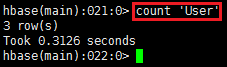 hbase(main):021:0> count 'User'
3 row(s)
Took 0.3126 seconds
hbase(main):022:0>